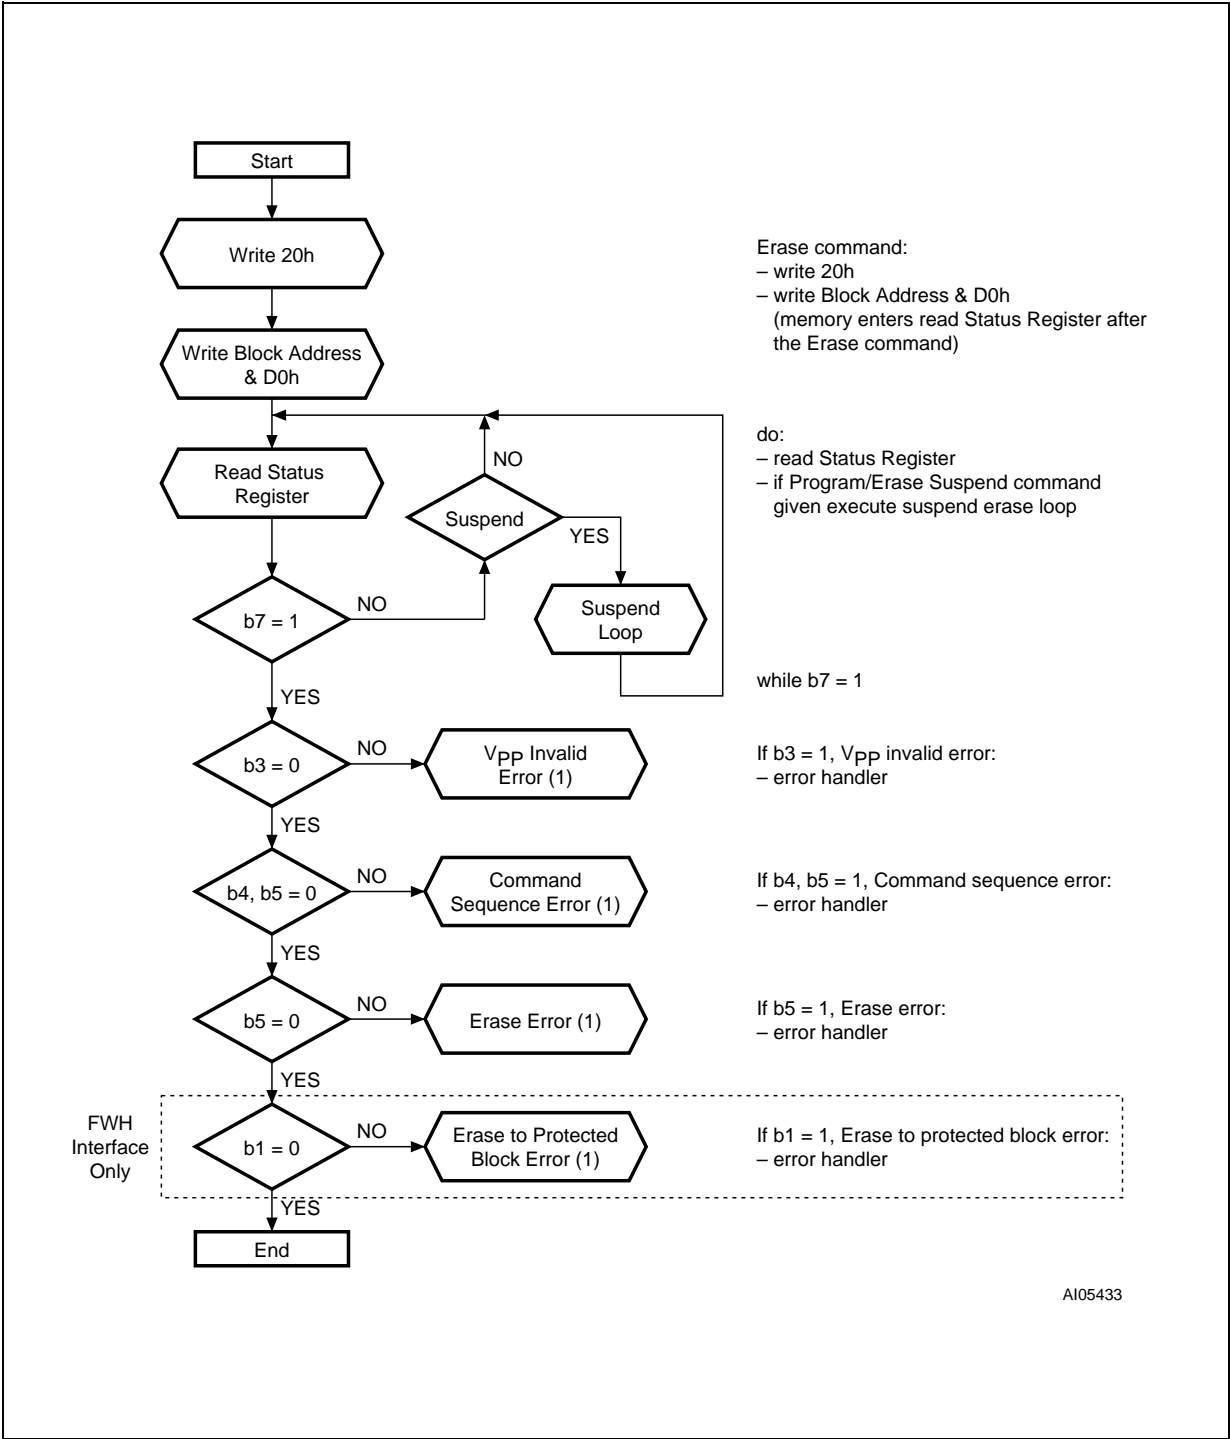 Start
Write 20h
Erase command:
– write 20h
– write Block Address & D0h
(memory enters read Status Register after
the Erase command)
Write Block Address
& D0h
do:
– read Status Register
– if Program/Erase Suspend command
given execute suspend erase loop
Read Status
Register
NO
Suspend
YES
b7 = 1
NO
Suspend
Loop
while b7 = 1
YES
b3 = 0
NO
VPP Invalid
Error (1)
If b3 = 1, VPP invalid error:
– error handler
YES
b4, b5 = 0
NO
Command
Sequence Error (1)
If b4, b5 = 1, Command sequence error:
– error handler
YES
b5 = 0
NO
Erase Error (1)
If b5 = 1, Erase error:
– error handler
YES
FWH
Interface
Only
b1 = 0
NO
Erase to Protected
Block Error (1)
If b1 = 1, Erase to protected block error:
– error handler
YES
End
AI05433